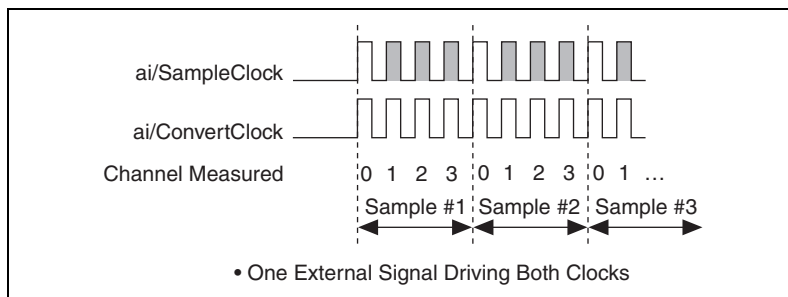 ai/SampleClock
ai/ConvertClock
Channel Measured 0 1 2 3 0 1 2 3 0 1 ...
Sample #1 Sample #2 Sample #3
• One External Signal Driving Both Clocks